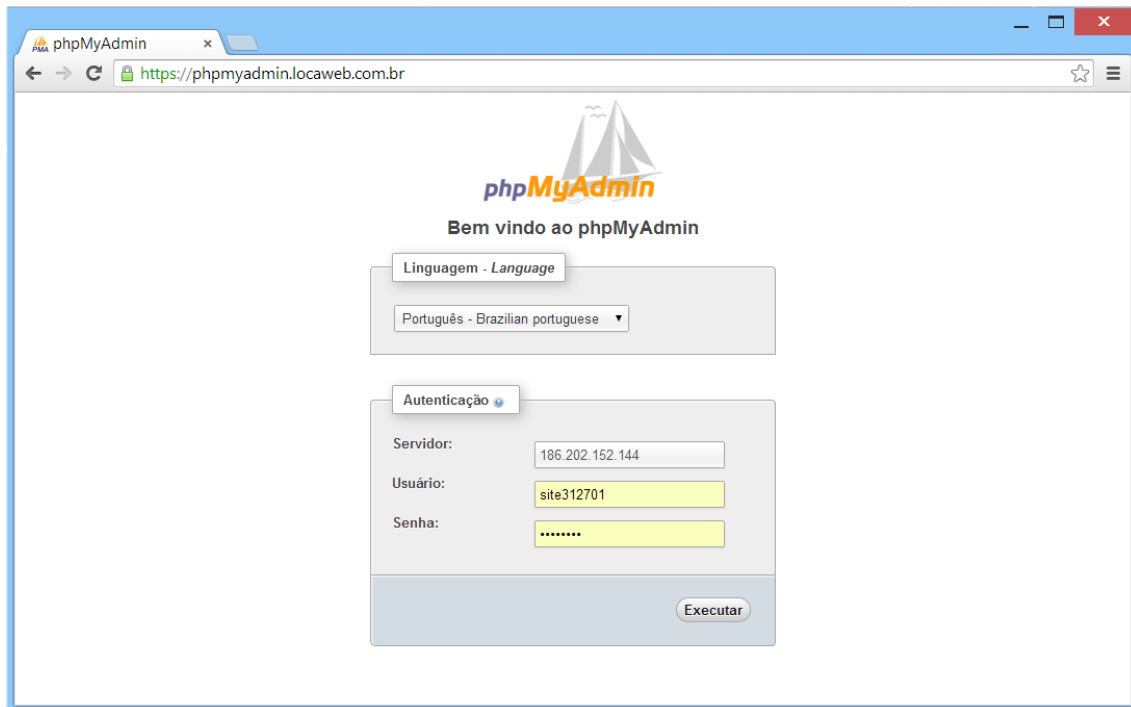 phpMyAdmin
https://phpmyadmin.locaweb.com.br
phpMyAdmin
Bem vindo ao phpMyAdmin
Linguagem - Language
Português - Brazilian portuguese
Autenticação
Servidor: 186.202.152.144
Usuário: site312701
Senha: ••••••••
Executar